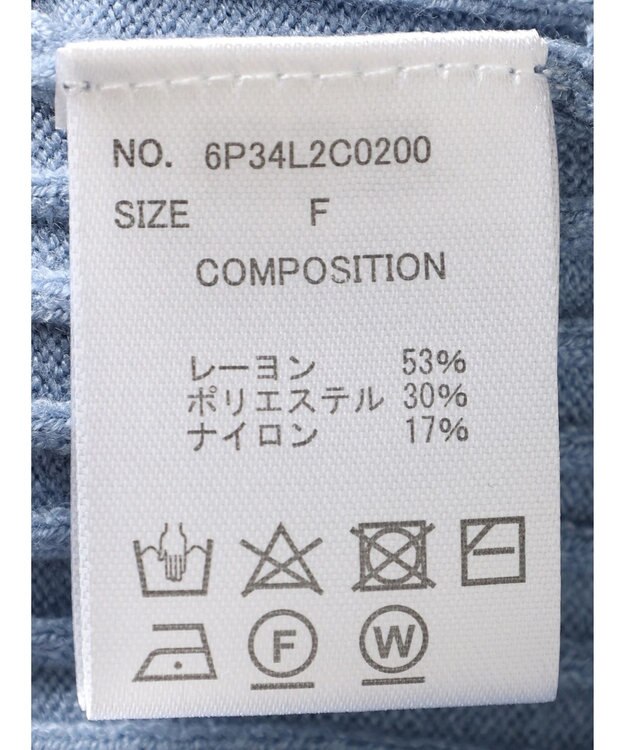 NO. 6P34L2C0200
SIZE F
COMPOSITION
レーヨン 53%
ポリエステル 30%
ナイロン 17%
F W